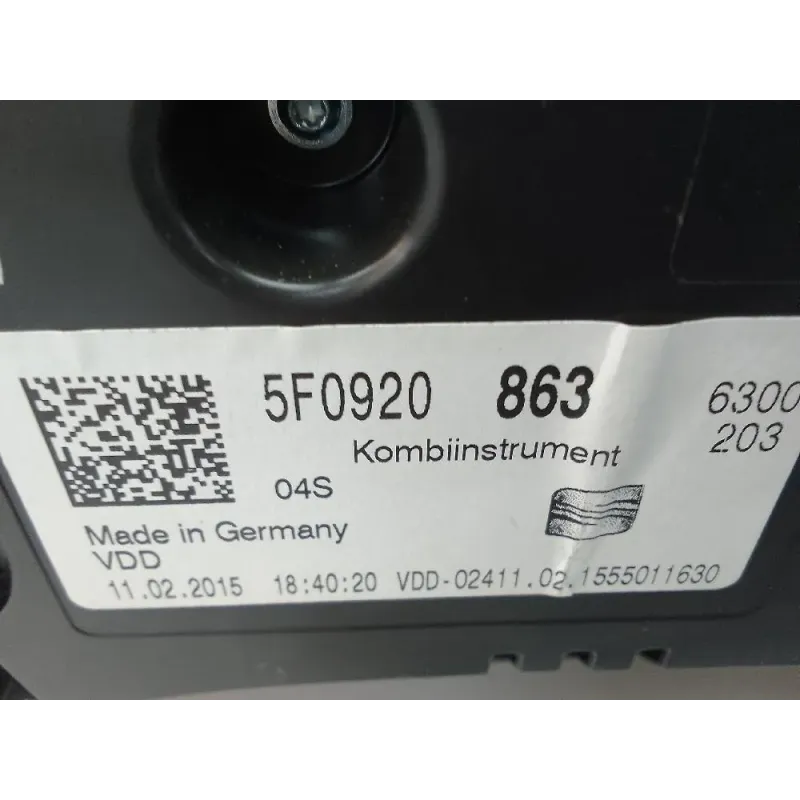 5F0920 863 6300
Kombiinstrument 203
04S
Made in Germany
VDD
11.02.2015 18:40:20 VDD-02411.02.1555011630